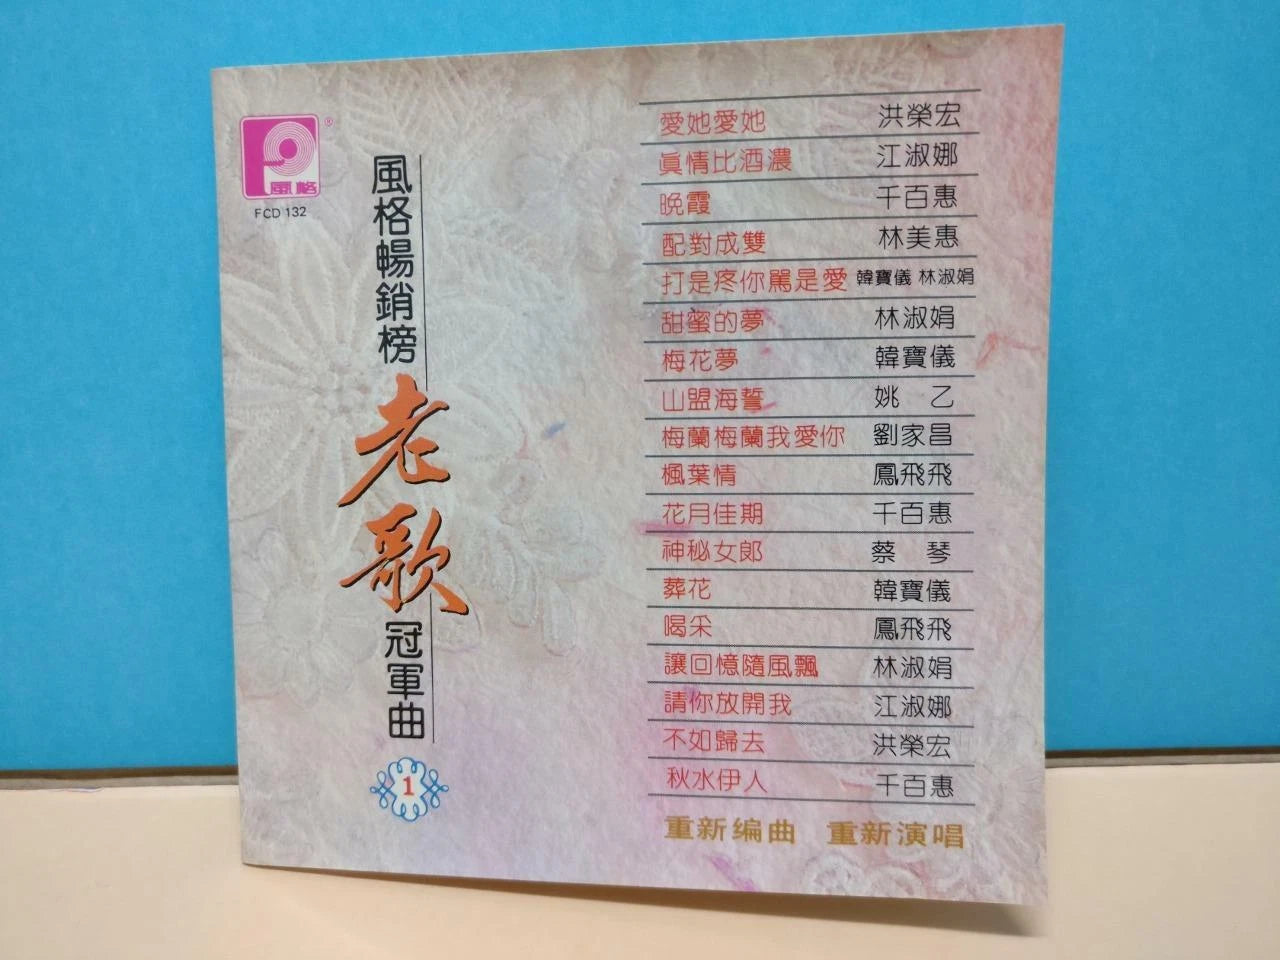 風格
FCD 132
風格暢銷榜
老歌
冠軍曲
1
愛她愛她 洪榮宏
眞情比酒濃 江淑娜
晚霞 千百惠
配對成雙 林美惠
打是疼你罵是愛 韓寶儀 林淑娟
甜蜜的夢 林淑娟
梅花夢 韓寶儀
山盟海誓 姚乙
梅蘭梅蘭我愛你 劉家昌
楓葉情 鳳飛飛
花月佳期 千百惠
神秘女郎 蔡琴
葬花 韓寶儀
喝采 鳳飛飛
讓回憶隨風飄 林淑娟
請你放開我 江淑娜
不如歸去 洪榮宏
秋水伊人 千百惠
重新編曲 重新演唱